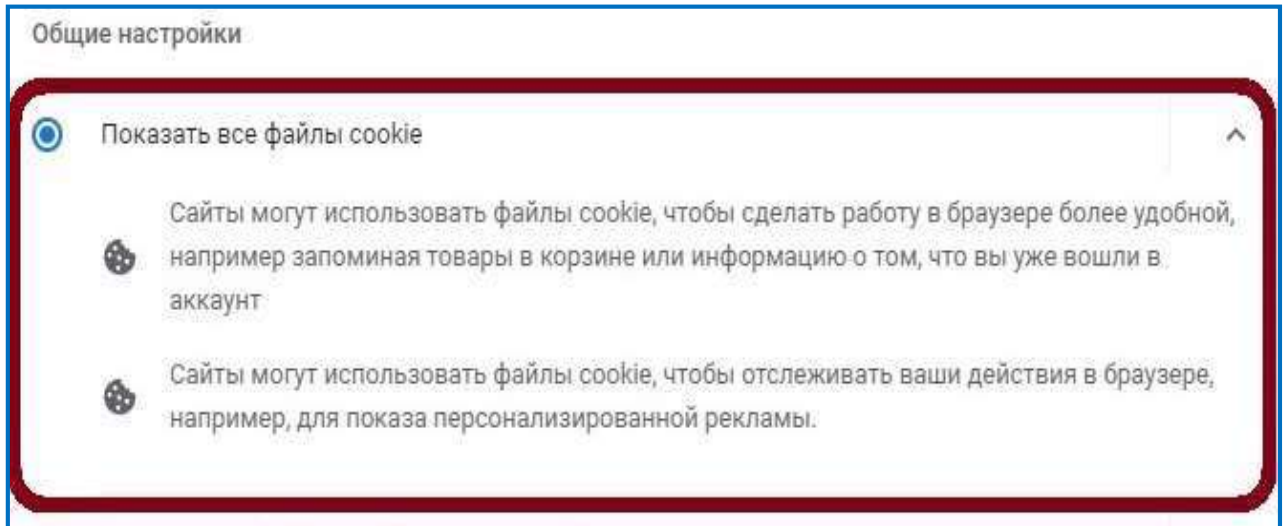 Общие настройки
Показать все файлы cookie
Сайты могут использовать файлы cookie, чтобы сделать работу в браузере более удобной,
например запоминая товары в корзине или информацию о том, что вы уже вошли в
аккаунт
Сайты могут использовать файлы cookie, чтобы отслеживать ваши действия в браузере,
например, для показа персонализированной рекламы.